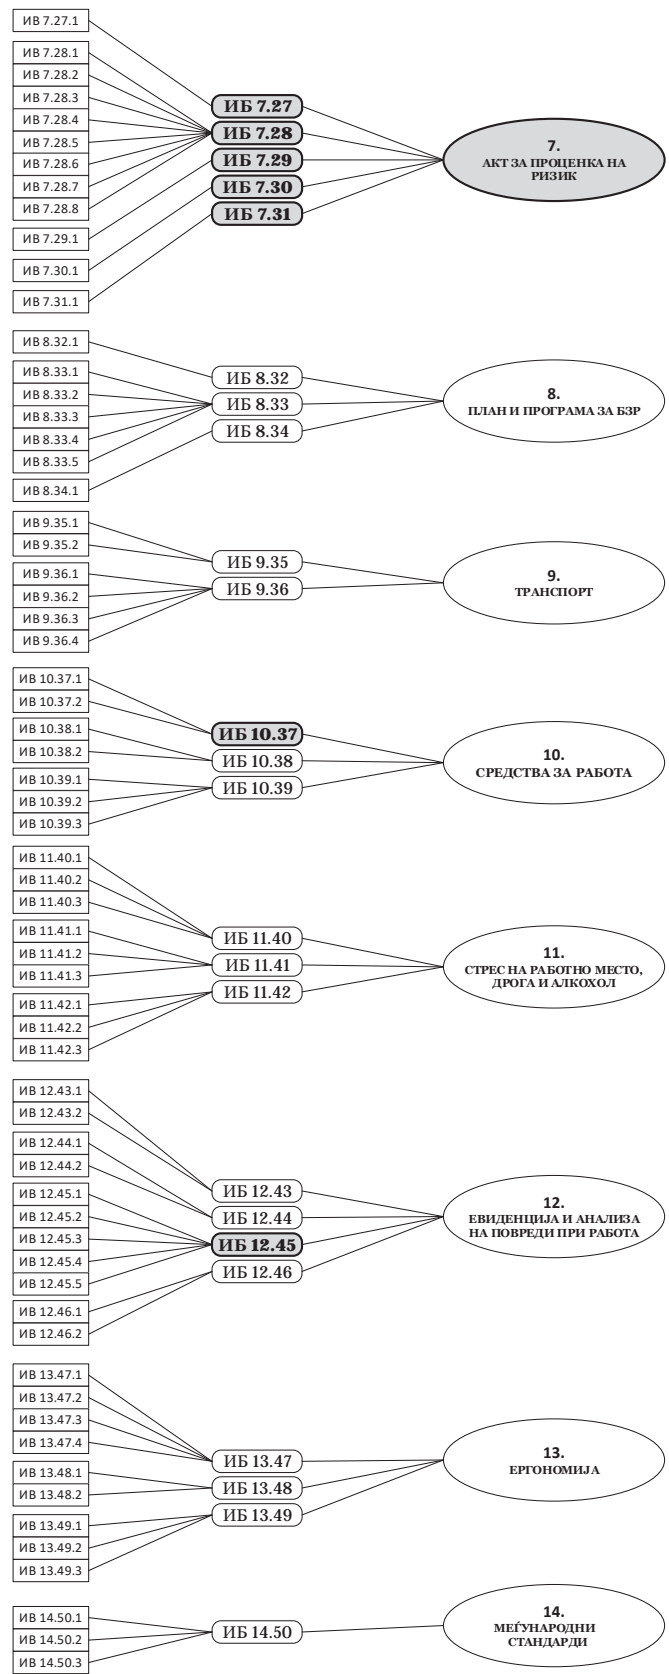 ИВ 7.27.1
ИВ 7.28.1
ИВ 7.28.2
ИВ 7.28.3
ИВ 7.28.4
ИВ 7.28.5
ИВ 7.28.6
ИВ 7.28.7
ИВ 7.28.8
ИВ 7.29.1
ИВ 7.30.1
ИВ 7.31.1
ИБ 7.27
ИБ 7.28
ИБ 7.29
ИБ 7.30
ИБ 7.31
7.
АКТ ЗА ПРОЦЕНКА НА
РИЗИК
ИВ 8.32.1
ИВ 8.33.1
ИВ 8.33.2
ИВ 8.33.3
ИВ 8.33.4
ИВ 8.33.5
ИВ 8.34.1
ИБ 8.32
ИБ 8.33
ИБ 8.34
8.
ПЛАН И ПРОГРАМА ЗА БЗР
ИВ 9.35.1
ИВ 9.35.2
ИВ 9.36.1
ИВ 9.36.2
ИВ 9.36.3
ИВ 9.36.4
ИБ 9.35
ИБ 9.36
9.
ТРАНСПОРТ
ИВ 10.37.1
ИВ 10.37.2
ИВ 10.38.1
ИВ 10.38.2
ИВ 10.39.1
ИВ 10.39.2
ИВ 10.39.3
ИБ 10.37
ИБ 10.38
ИБ 10.39
10.
СРЕДСТВА ЗА РАБОТА
ИВ 11.40.1
ИВ 11.40.2
ИВ 11.40.3
ИВ 11.41.1
ИВ 11.41.2
ИВ 11.41.3
ИВ 11.42.1
ИВ 11.42.2
ИВ 11.42.3
ИБ 11.40
ИБ 11.41
ИБ 11.42
11.
СТРЕС НА РАБОТНО МЕСТО,
ДРОГА И АЛКОХОЛ
ИВ 12.43.1
ИВ 12.43.2
ИВ 12.44.1
ИВ 12.44.2
ИВ 12.45.1
ИВ 12.45.2
ИВ 12.45.3
ИВ 12.45.4
ИВ 12.45.5
ИВ 12.46.1
ИВ 12.46.2
ИБ 12.43
ИБ 12.44
ИБ 12.45
ИБ 12.46
12.
ЕВИДЕНЦИЈА И АНАЛИЗА
НА ПОВРЕДИ ПРИ РАБОТА
ИВ 13.47.1
ИВ 13.47.2
ИВ 13.47.3
ИВ 13.47.4
ИВ 13.48.1
ИВ 13.48.2
ИВ 13.49.1
ИВ 13.49.2
ИВ 13.49.3
ИБ 13.47
ИБ 13.48
ИБ 13.49
13.
ЕРГОНОМИЈА
ИВ 14.50.1
ИВ 14.50.2
ИВ 14.50.3
ИБ 14.50
14.
МЕЃУНАРОДНИ
СТАНДАРДИ